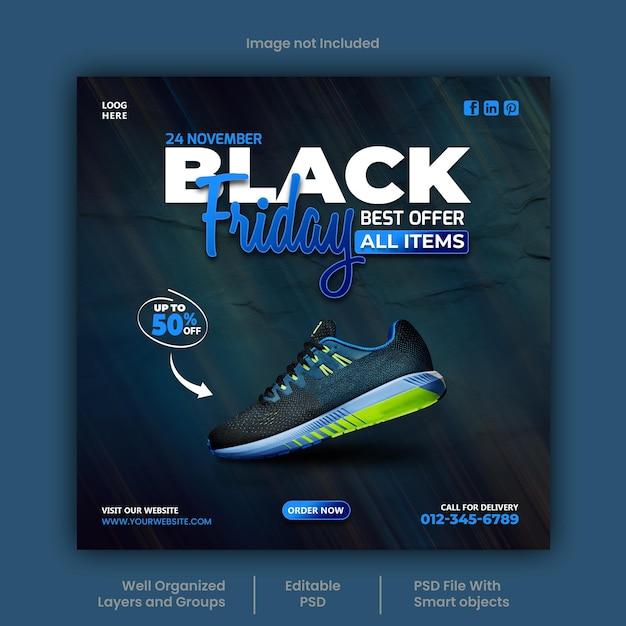 Image not Included
LOOG
HERE
24 NOVEMBER
BLACK
Friday
BEST OFFER
ALL ITEMS
UP TO
50%
OFF
VISIT OUR WEBSITE
WWW.YOURWEBSITE.COM
ORDER NOW
CALL FOR DELIVERY
012-345-6789
Well Organized
Layers and Groups
Editable
PSD
PSD File With
Smart objects